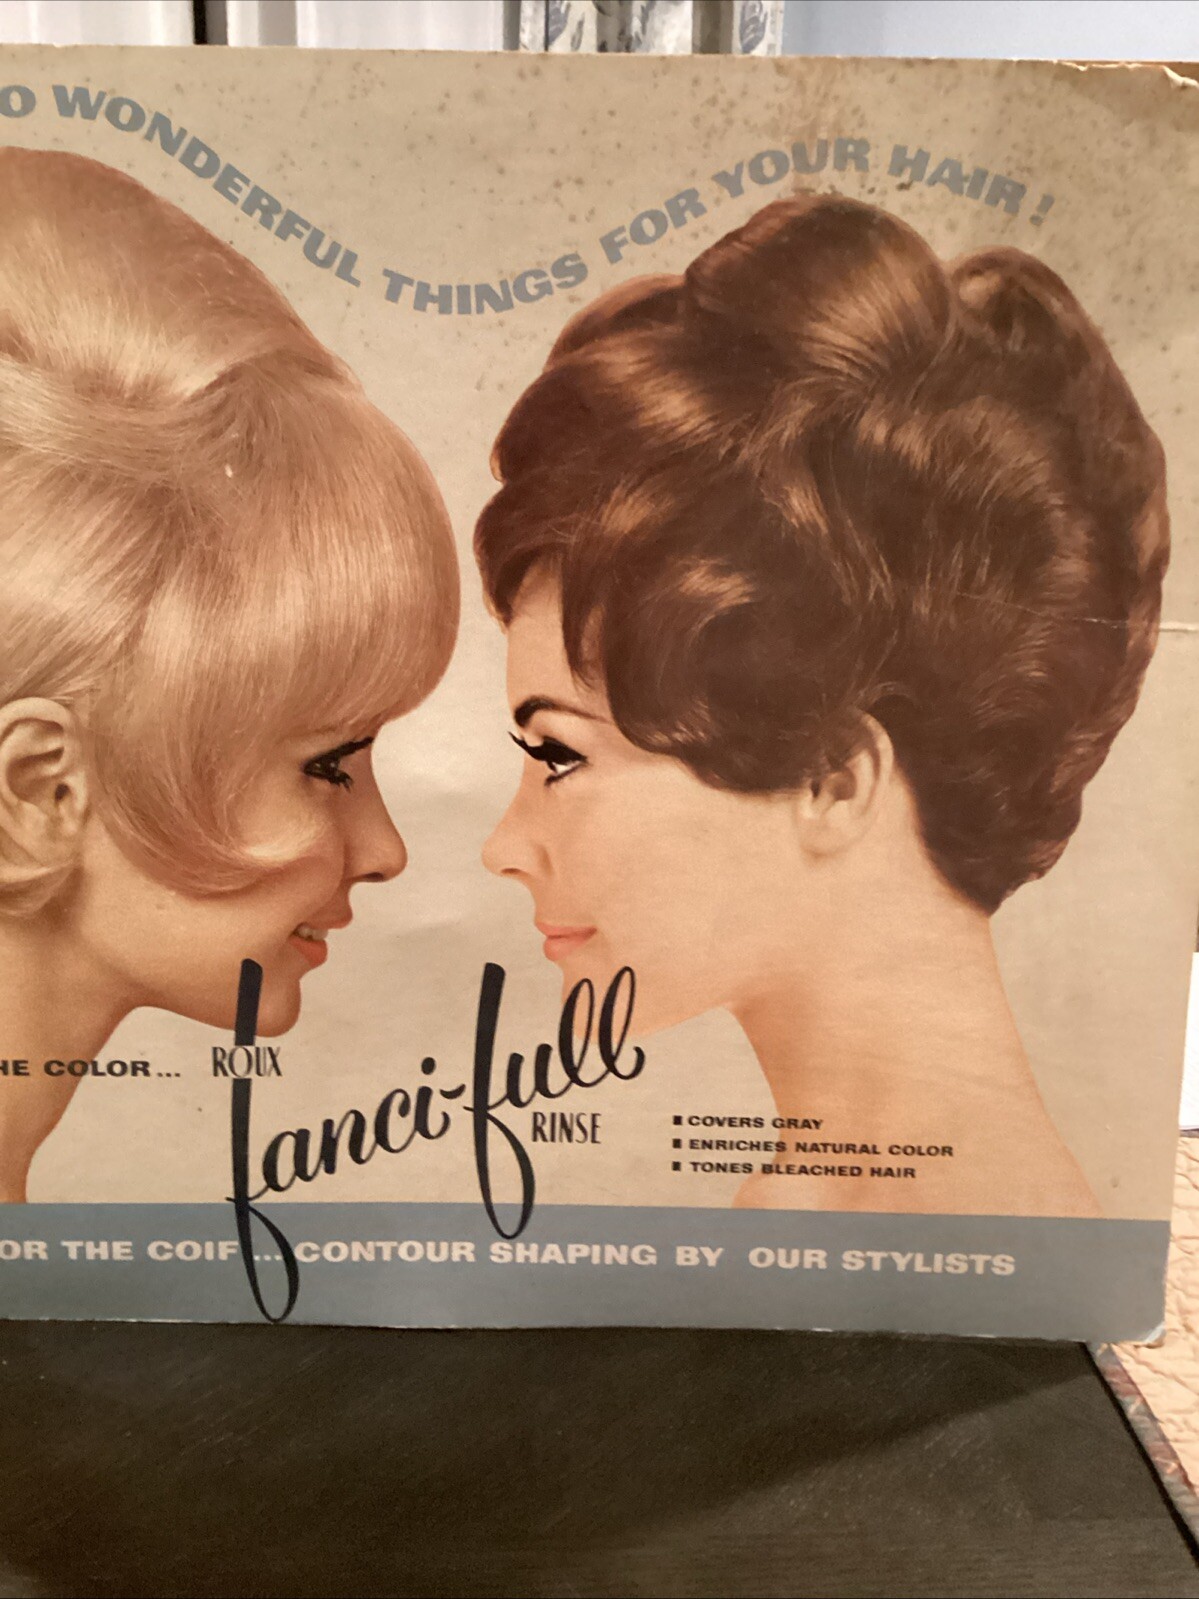 O WONDERFUL THINGS FOR YOUR HAIR!
HE COLOR... ROUX
fanci-full
RINSE
COVERS GRAY
ENRICHES NATURAL COLOR
TONES BLEACHED HAIR
OR THE COIF... CONTOUR SHAPING BY OUR STYLISTS